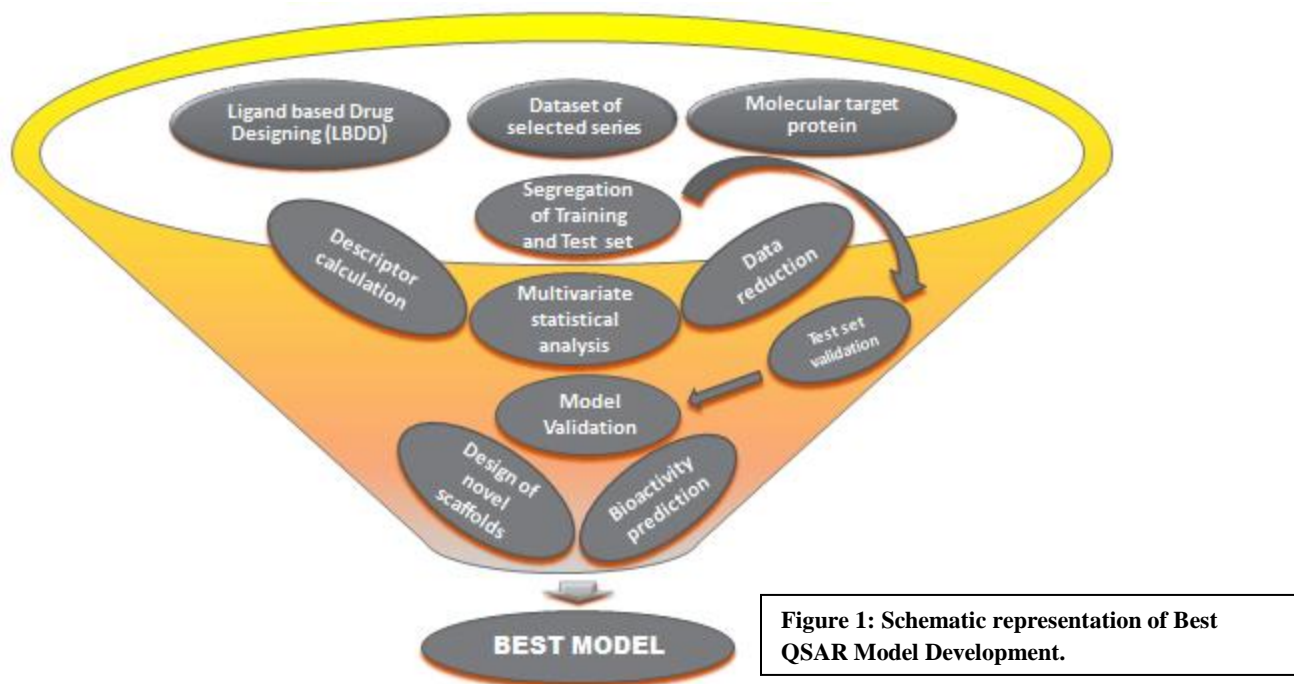 Ligand based Drug
Designing (LBDD)
Dataset of
selected series
Molecular target
protein
Segregation
of Training
and Test set
Descriptor
calculation
Data
reduction
Multivariate
statistical
analysis
Test set
validation
Model
Validation
Design of
novel
scaffolds
Bioactivity
prediction
BEST MODEL
Figure 1: Schematic representation of Best
QSAR Model Development.